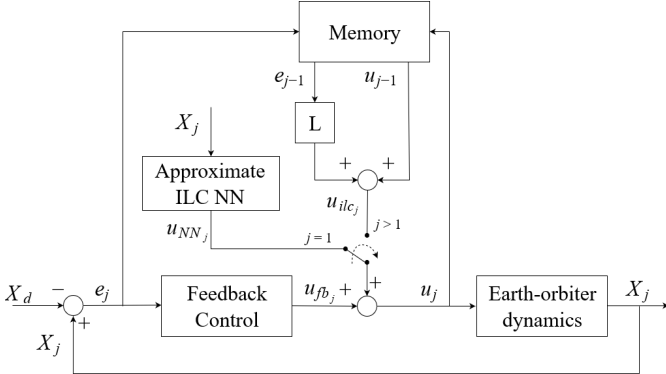 Memory
e_{j-1}
u_{j-1}
L
X_j
Approximate
ILC NN
+
+
u_{ilc_j}
j > 1
u_{NN_j}
j = 1
X_d
−
+
e_j
Feedback
Control
u_{fb_j}
+
+
u_j
Earth-orbiter
dynamics
X_j
X_j